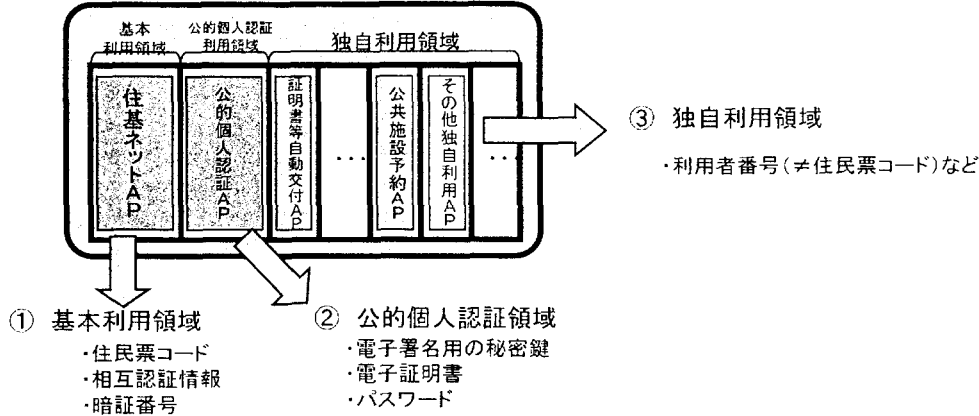 基本
利用領域
公的個人認証
利用領域
独自利用領域
住基ネットAP
公的個人認証AP
証明書等自動交付AP
...
公共施設予約AP
その他独自利用AP
...
③ 独自利用領域
・利用者番号(≠住民票コード)など
① 基本利用領域
・住民票コード
・相互認証情報
・暗証番号
② 公的個人認証領域
・電子署名用の秘密鍵
・電子証明書
・パスワード